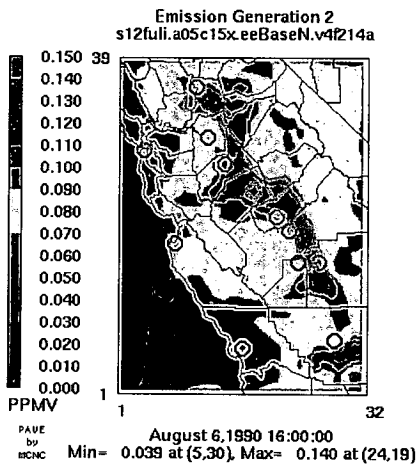 Emission Generation 2
s12fuli.a05c15x.eeBaseN.v4f214a
0.150
0.140
0.130
0.120
0.110
0.100
0.090
0.080
0.070
0.060
0.050
0.040
0.030
0.020
0.010
0.000
PPMV
39
1
1
32
PAVE
by
MCNC
August 6,1990 16:00:00
Min= 0.039 at (5,30), Max= 0.140 at (24,19)